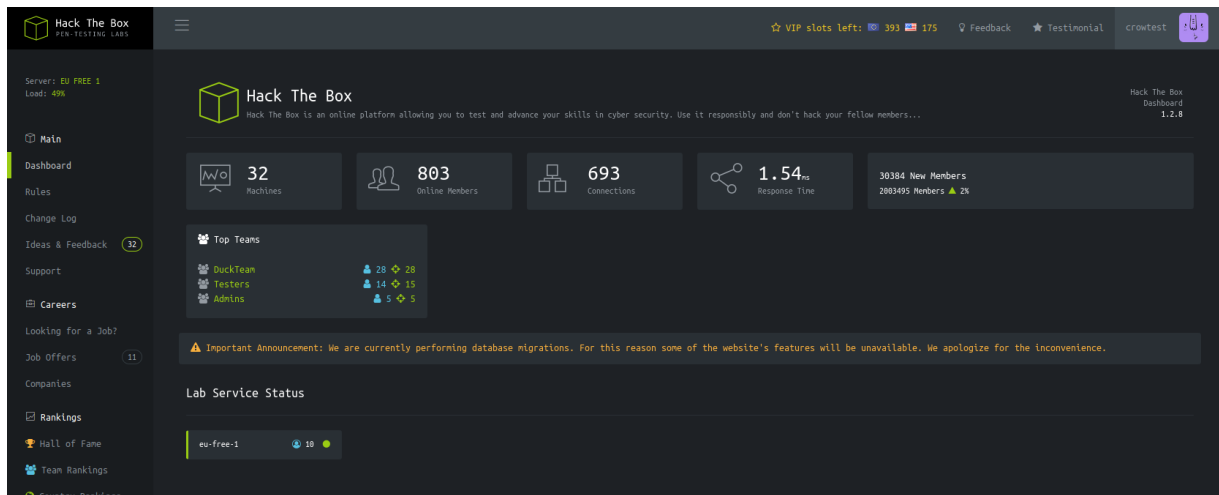 Hack The Box
PEN-TESTING LABS
VIP slots left: 393 175
Feedback
Testimonial
crowtest
Server: EU FREE 1
Load: 49%
Main
Dashboard
Rules
Change Log
Ideas & Feedback 32
Support
Careers
Looking for a Job?
Job Offers 11
Companies
Rankings
Hall of Fame
Team Rankings
Hack The Box
Hack The Box is an online platform allowing you to test and advance your skills in cyber security. Use it responsibly and don't hack your fellow members...
Hack The Box
Dashboard
1.2.8
32
Machines
803
Online Members
693
Connections
1.54ms
Response Time
30384 New Members
2003495 Members 2%
Top Teams
DuckTeam 28 28
Testers 14 15
Admins 5 5
Important Announcement: We are currently performing database migrations. For this reason some of the website's features will be unavailable. We apologize for the inconvenience.
Lab Service Status
eu-free-1 10